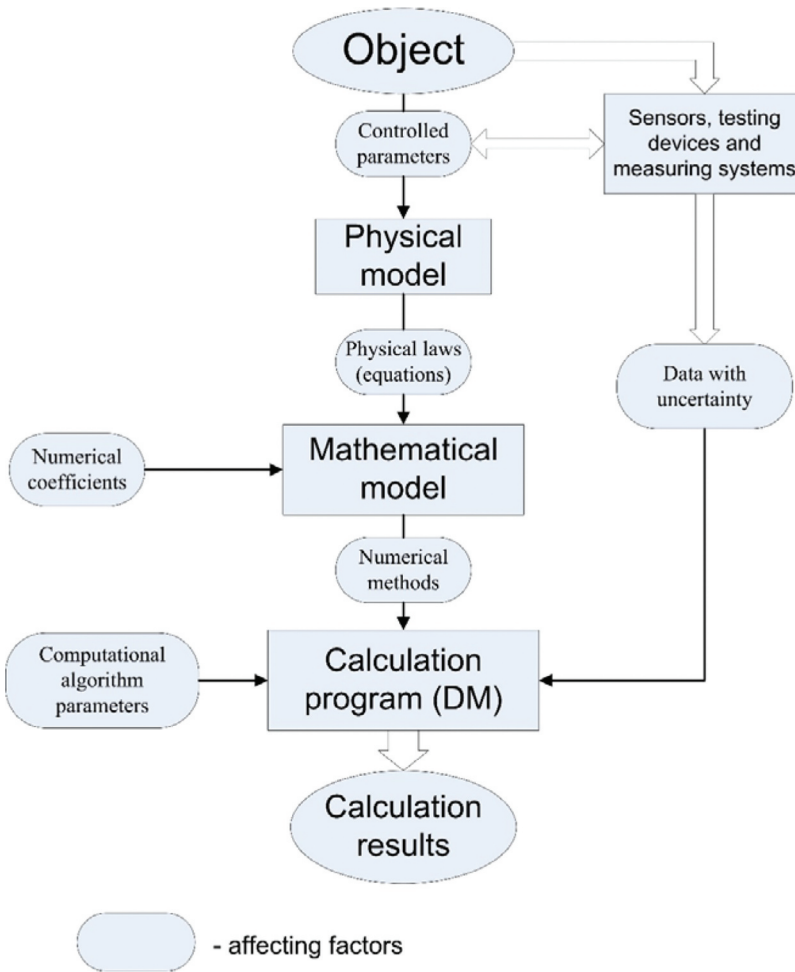 Object
Controlled
parameters
Sensors, testing
devices and
measuring systems
Physical
model
Physical laws
(equations)
Data with
uncertainty
Numerical
coefficients
Mathematical
model
Numerical
methods
Computational
algorithm
parameters
Calculation
program (DM)
Calculation
results
- affecting factors